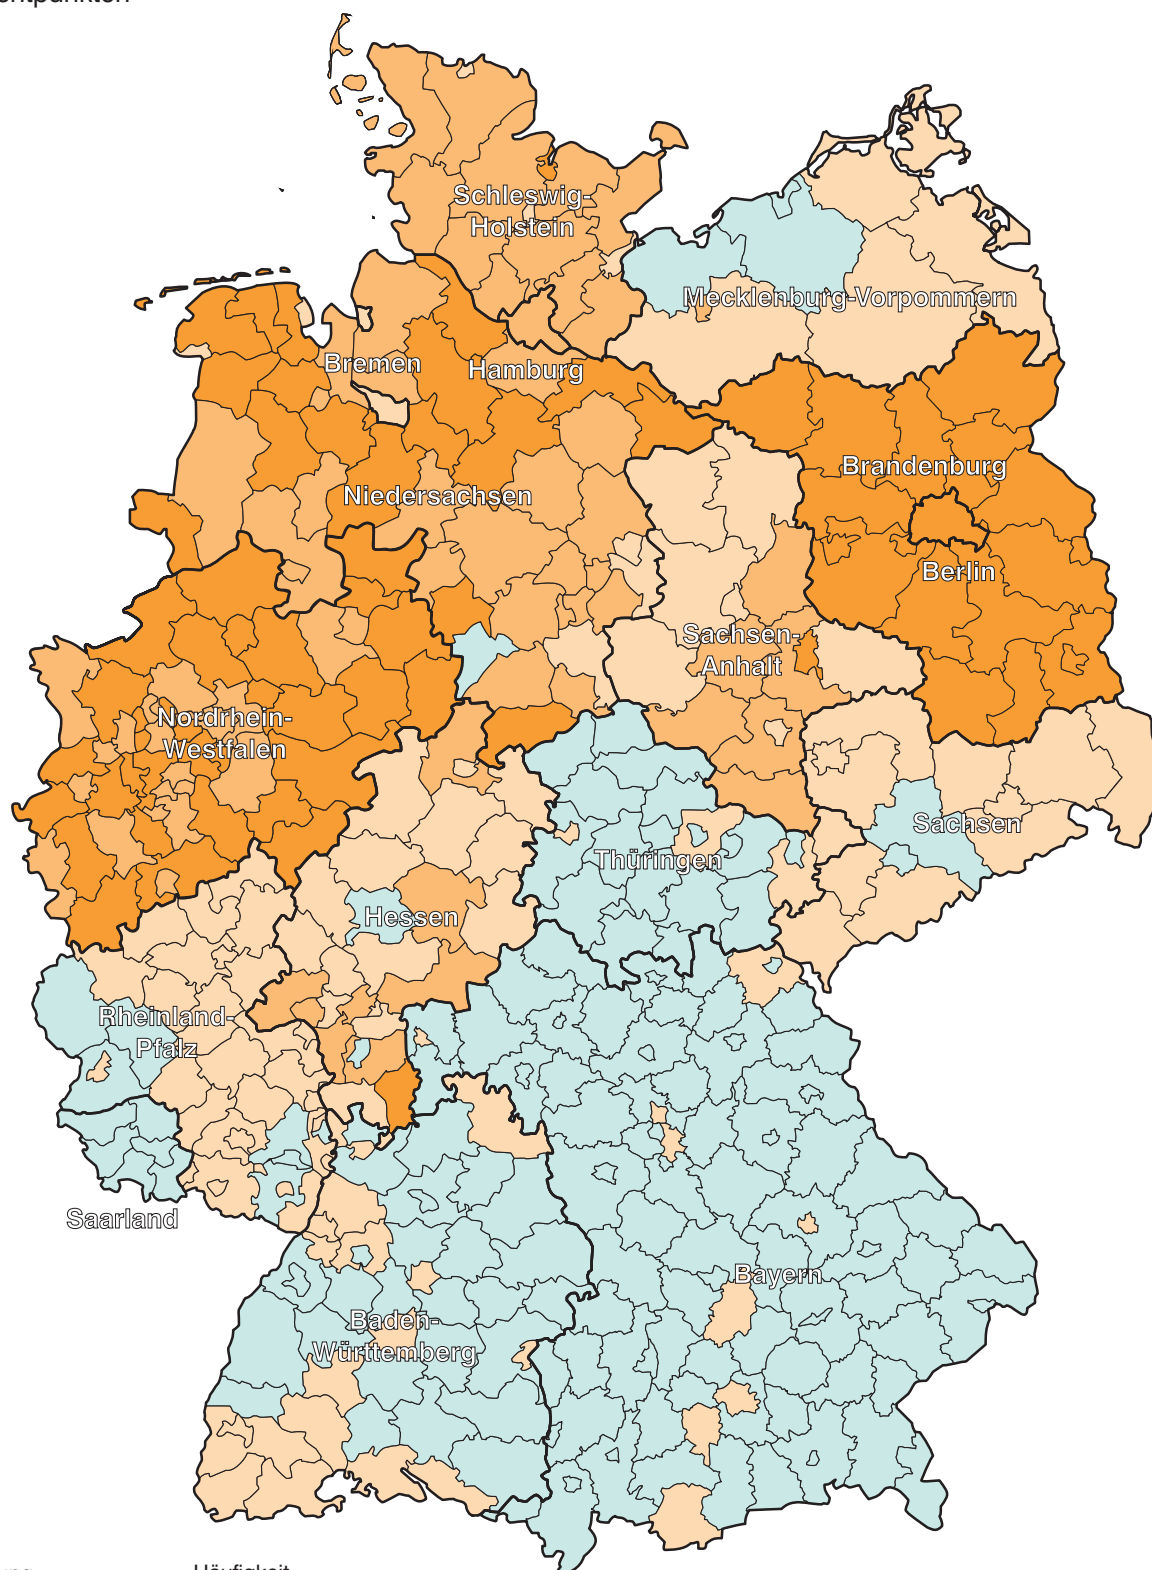 Schleswig-
Holstein
Mecklenburg-Vorpommern
Bremen
Hamburg
Brandenburg
Niedersachsen
Berlin
Sachsen-
Anhalt
Nordrhein-
Westfalen
Sachsen
Thüringen
Hessen
Rheinland-
Pfalz
Saarland
Bayern
Baden-
Württemberg